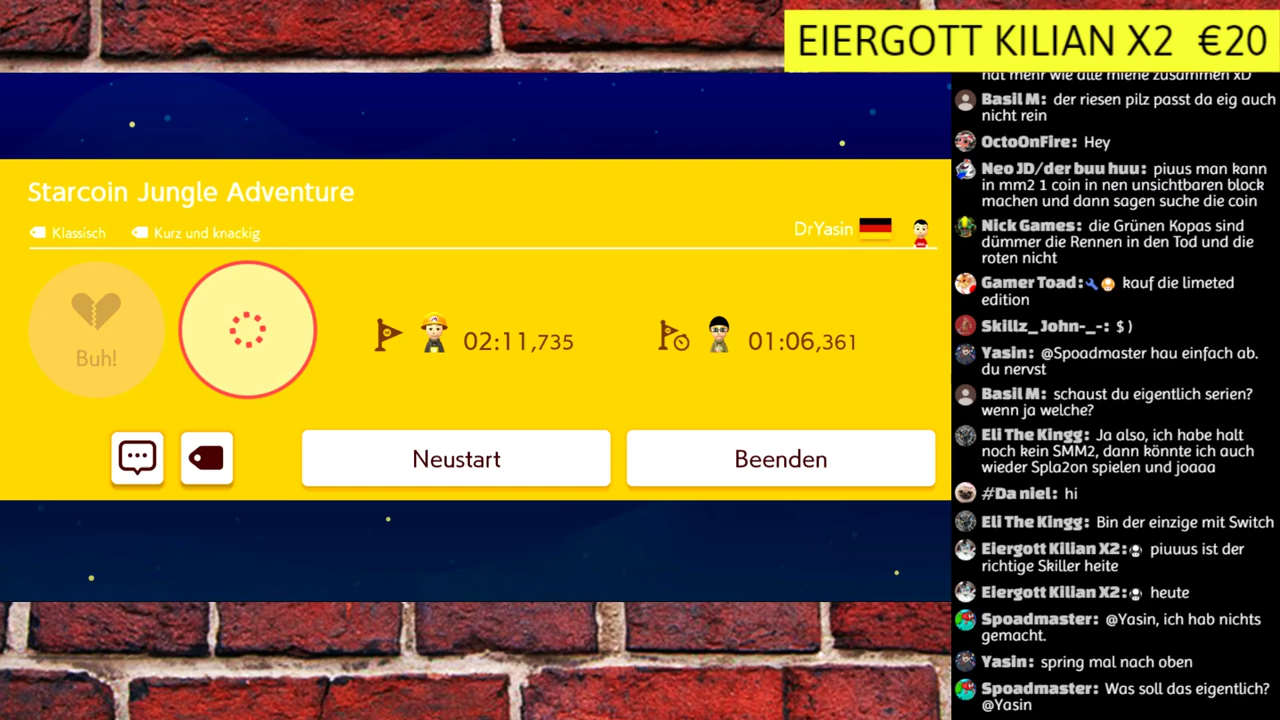 EIERGOTT KILIAN X2 €20
Starcoin Jungle Adventure
Klassisch Kurz und knackig
DrYasin
Buh!
02:11,735
01:06,361
Neustart
Beenden
hat mehr wie alle miehe zusammen xD
Basil M: der riesen pilz passt da eig auch
nicht rein
OctoOnFire: Hey
Neo JD/der buu huu: piuus man kann
in mm2 1 coin in nen unsichtbaren block
machen und dann sagen suche die coin
Nick Games: die Grünen Kopas sind
dümmer die Rennen in den Tod und die
roten nicht
Gamer Toad: kauf die limeted
edition
Skillz_John-_-: $)
Yasin: @Spoadmaster hau einfach ab.
du nervst
Basil M: schaust du eigentlich serien?
wenn ja welche?
Eli The Kingg: Ja also, ich habe halt
noch kein SMM2, dann könnte ich auch
wieder Spla2on spielen und joaaa
#Da niel: hi
Eli The Kingg: Bin der einzige mit Switch
Eiergott Kilian X2: piuuus ist der
richtige Skiller heite
Eiergott Kilian X2: heute
Spoadmaster: @Yasin, ich hab nichts
gemacht.
Yasin: spring mal nach oben
Spoadmaster: Was soll das eigentlich?
@Yasin